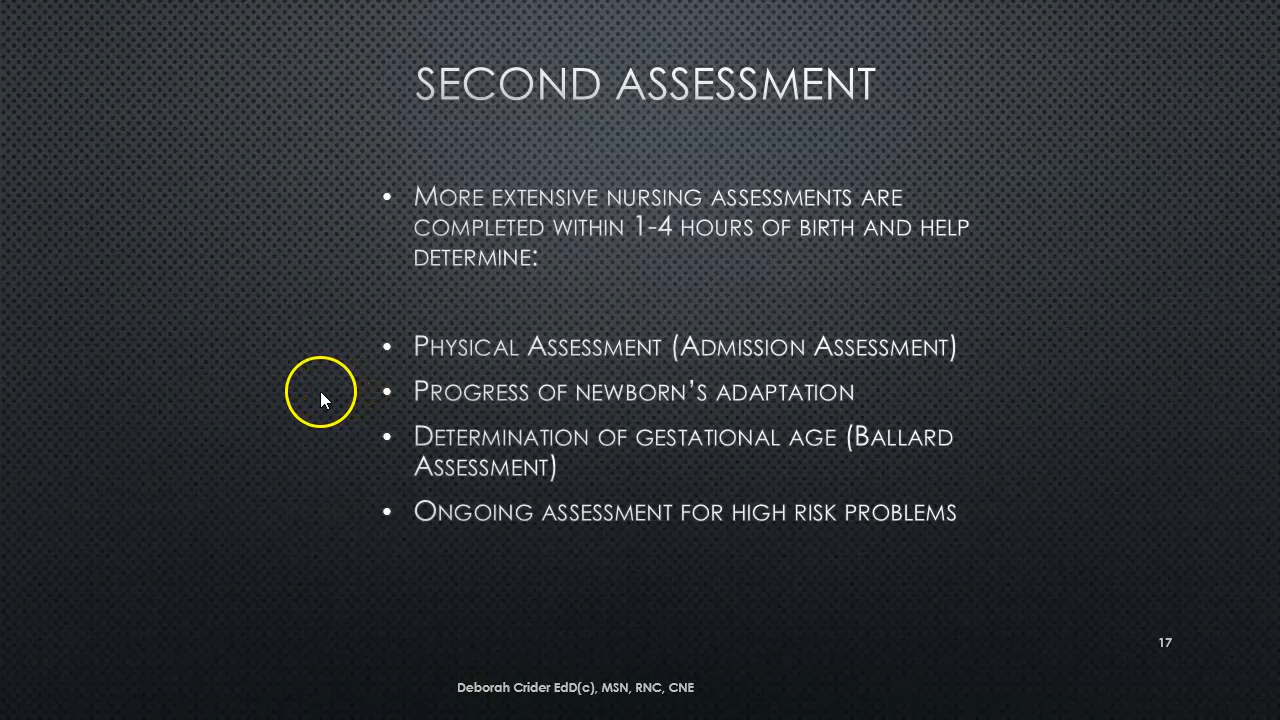 SECOND ASSESSMENT
• MORE EXTENSIVE NURSING ASSESSMENTS ARE
COMPLETED WITHIN 1-4 HOURS OF BIRTH AND HELP
DETERMINE:
• PHYSICAL ASSESSMENT (ADMISSION ASSESSMENT)
• PROGRESS OF NEWBORN’S ADAPTATION
• DETERMINATION OF GESTATIONAL AGE (BALLARD
ASSESSMENT)
• ONGOING ASSESSMENT FOR HIGH RISK PROBLEMS
17
Deborah Crider EdD(c), MSN, RNC, CNE